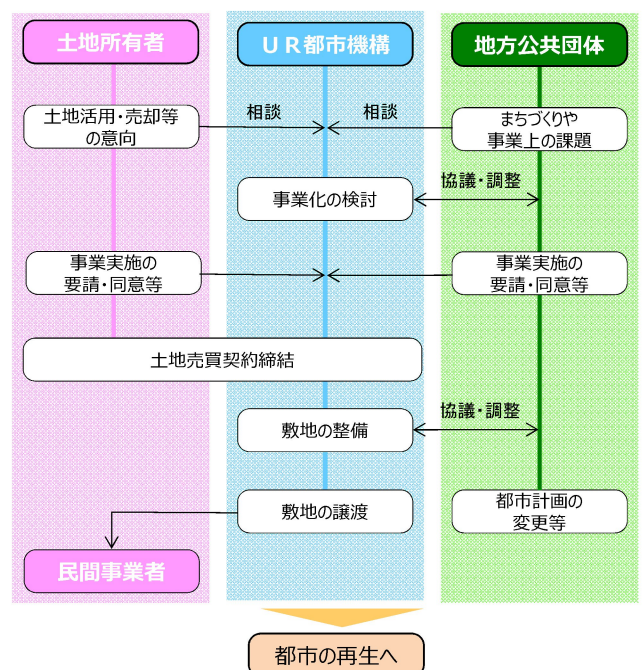 土地所有者
UR都市機構
地方公共団体
土地活用・売却等
の意向
相談
相談
まちづくりや
事業上の課題
事業化の検討
協議・調整
事業実施の
要請・同意等
事業実施の
要請・同意等
土地売買契約締結
敷地の整備
協議・調整
敷地の譲渡
都市計画の
変更等
民間事業者
都市の再生へ